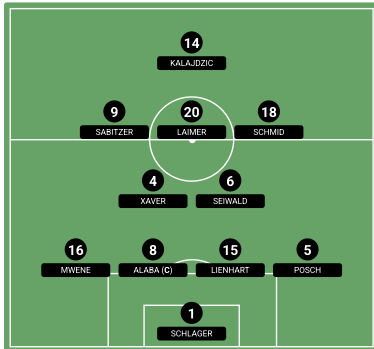 14
KALAJDZIC
9 20 18
SABITZER LAIMER SCHMID
4 6
XAVER SEIWALD
16 8 15 5
MWENE ALABA (C) LIENHART POSCH
1
SCHLAGER